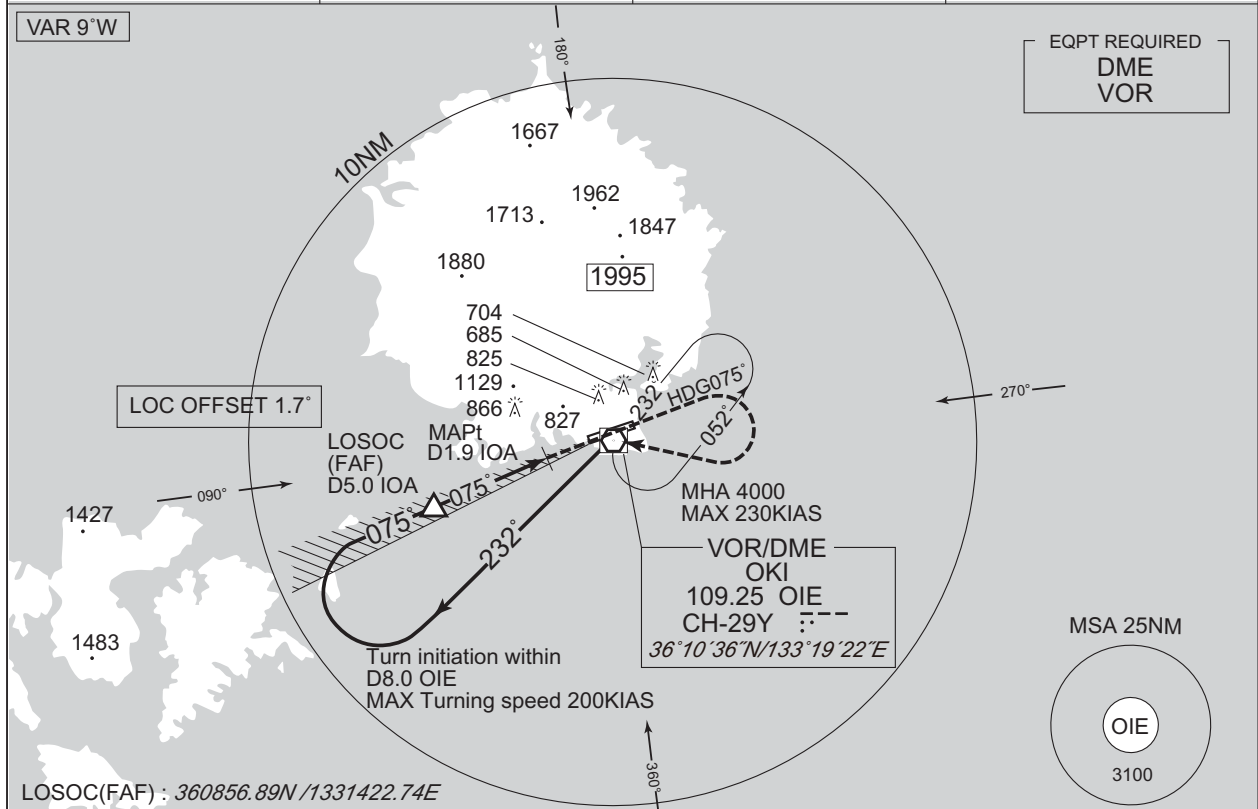 VAR 9°W
180°
EQPT REQUIRED
DME
VOR
10NM
1667
1962
1713
1847
1880
1995
704
685
825
1129
866
827
232°
HDG075°
052°
270°
LOC OFFSET 1.7°
LOSOC
(FAF)
D5.0 IOA
MAPt
D1.9 IOA
090°
075°
075°
232°
1427
1483
MHA 4000
MAX 230KIAS
VOR/DME
OKI
109.25 OIE
CH-29Y
36°10´36˝N/133°19´22˝E
Turn initiation within
D8.0 OIE
MAX Turning speed 200KIAS
MSA 25NM
OIE
3100
360°
LOSOC(FAF) : 360856.89N /1331422.74E